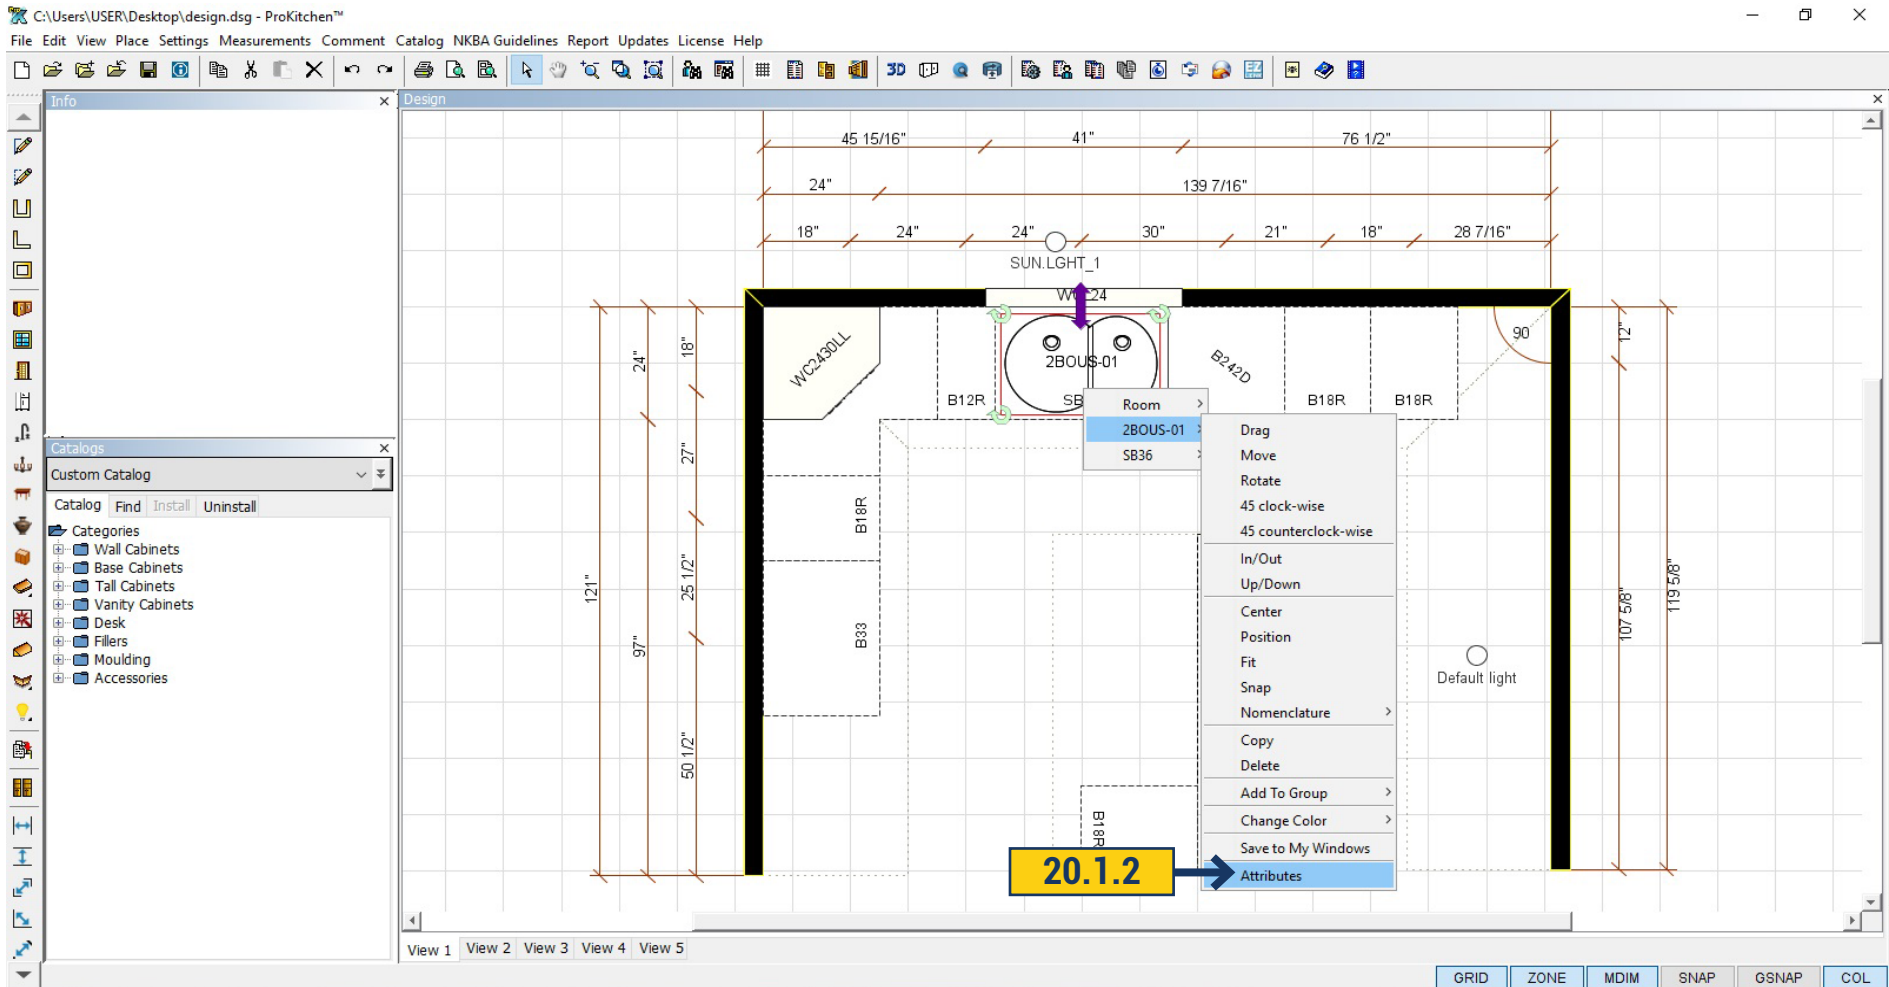 C:\Users\USER\Desktop\design.dsg - ProKitchen™
File Edit View Place Settings Measurements Comment Catalog NKBA Guidelines Report Updates License Help
3D
EZ
Info
Design
45 15/16" 41" 76 1/2"
24" 139 7/16"
18" 24" 24" 30" 21" 18" 28 7/16"
SUN.LGHT_1
90
12"
24"
18"
WC2430LL
2BOUS-01
B242D
B12R
SB
B18R
B18R
Room
2BOUS-01
SB36
Drag
Move
Rotate
45 clock-wise
45 counterclock-wise
In/Out
Up/Down
Center
Position
Fit
Snap
Nomenclature
Copy
Delete
Add To Group
Change Color
Save to My Windows
Attributes
27"
B18R
121"
25 1/2"
97"
B33
50 1/2"
107 5/8"
119 5/8"
Default light
B18R
20.1.2
Catalogs
Custom Catalog
Catalog Find Install Uninstall
Categories
Wall Cabinets
Base Cabinets
Tall Cabinets
Vanity Cabinets
Desk
Fillers
Moulding
Accessories
View 1 View 2 View 3 View 4 View 5
GRID ZONE MDIM SNAP GSNAP COL